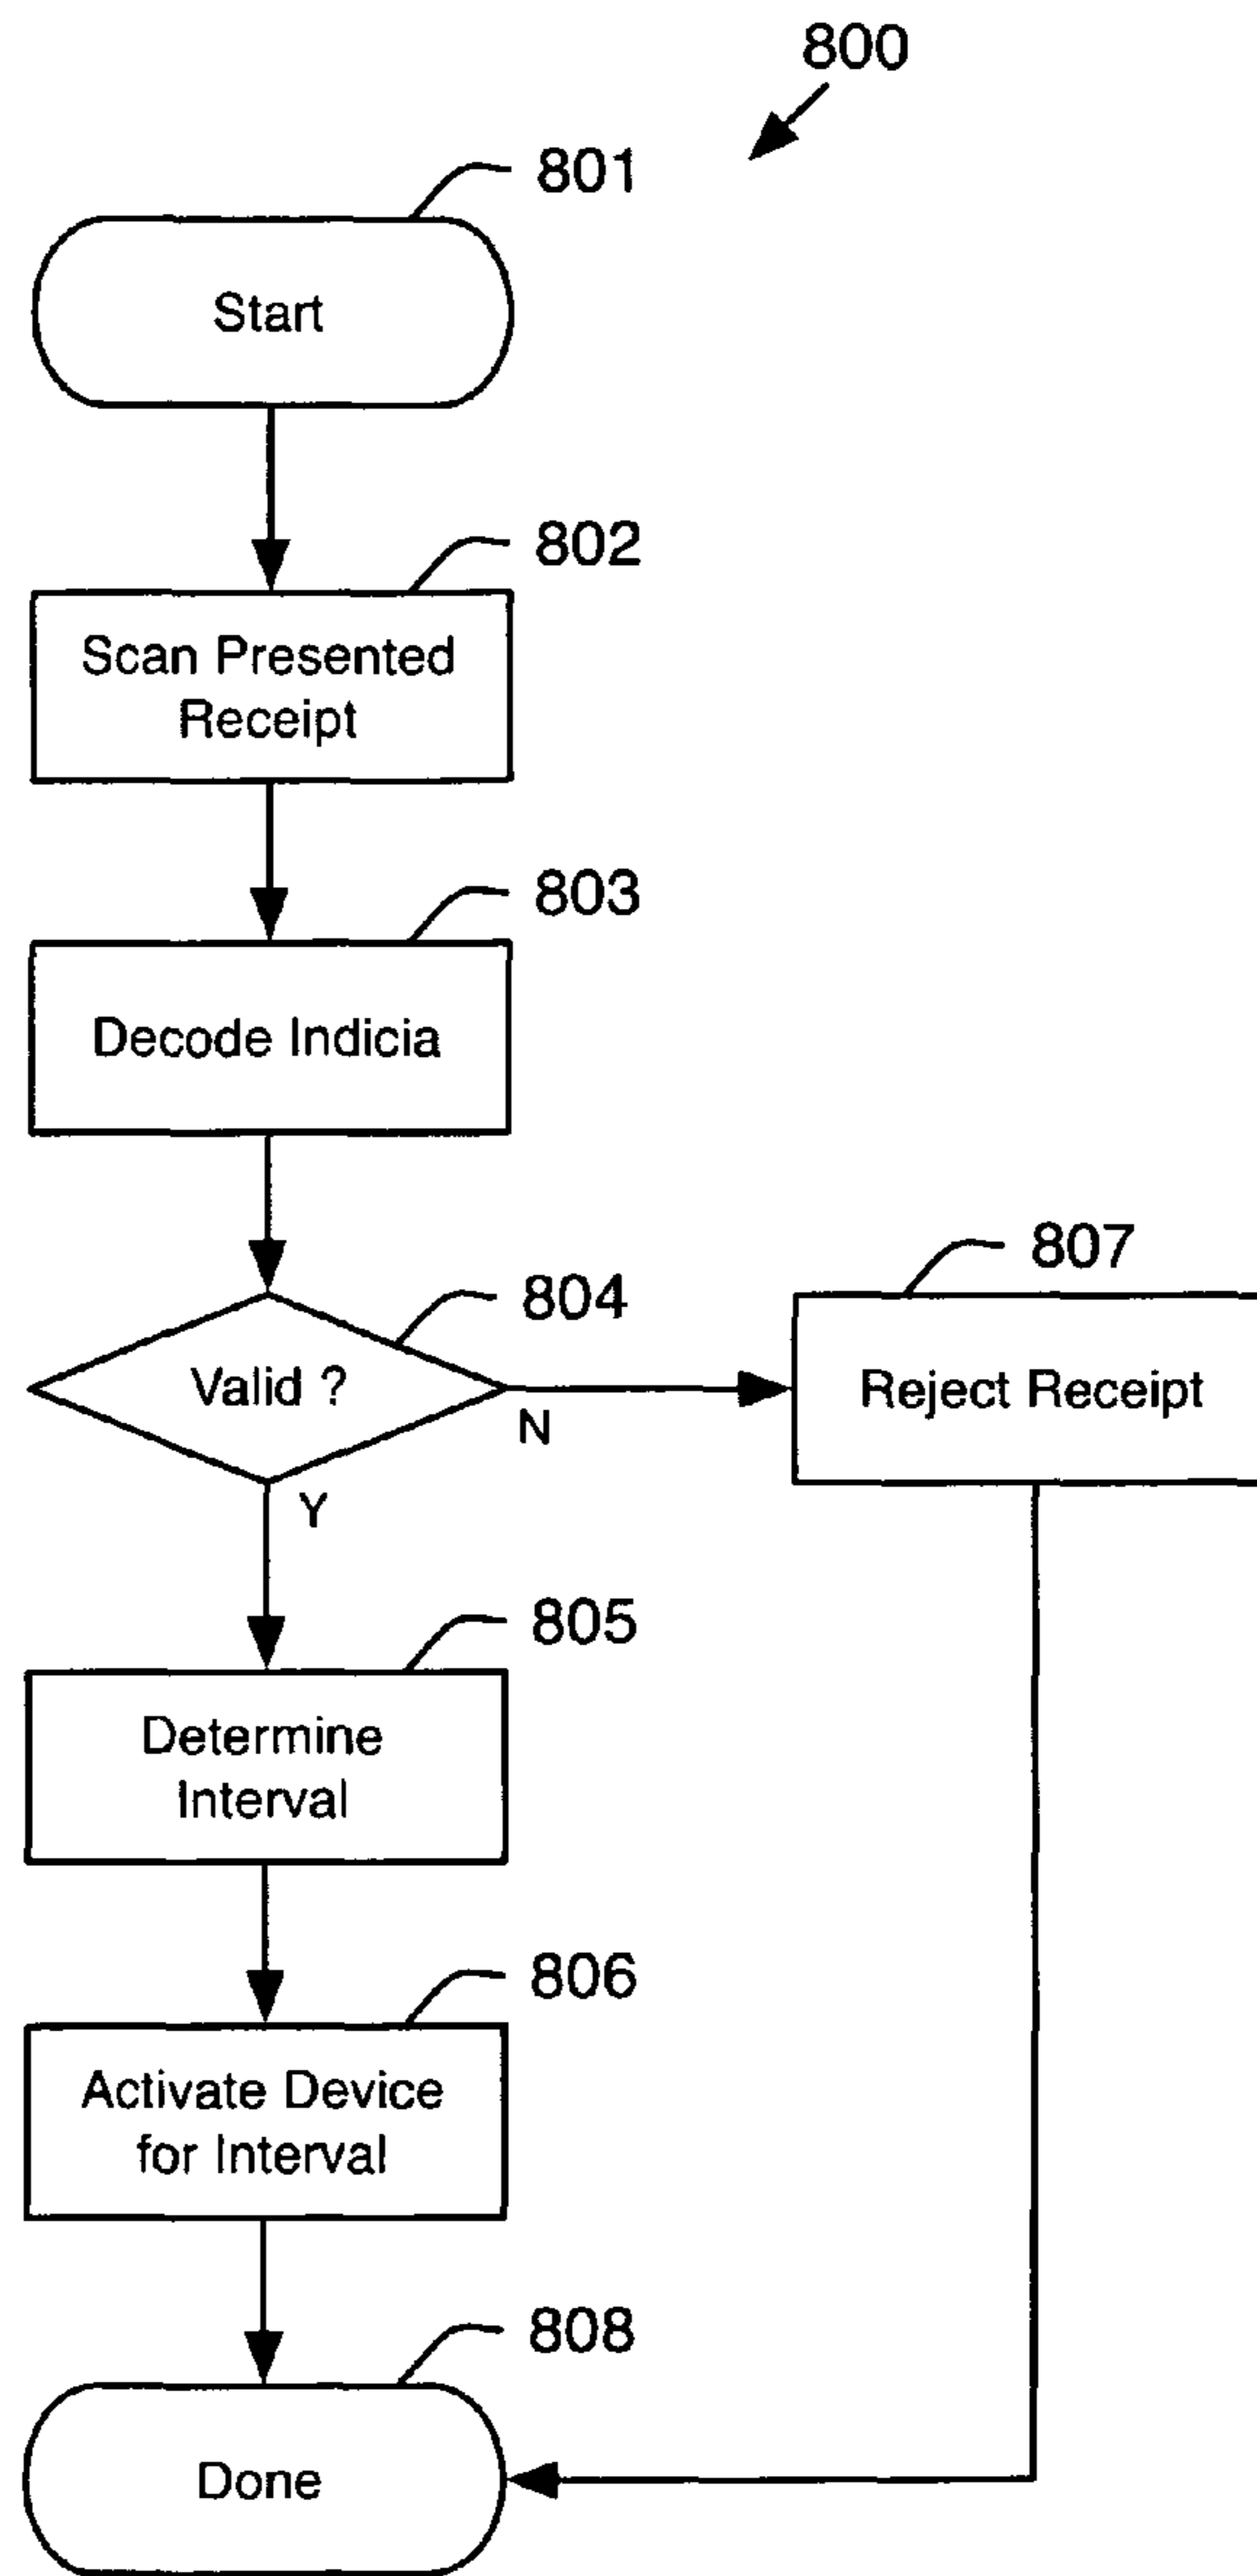 800
801
Start
802
Scan Presented
Receipt
803
Decode Indicia
804
Valid ?
N
Y
807
Reject Receipt
805
Determine
Interval
806
Activate Device
for Interval
808
Done